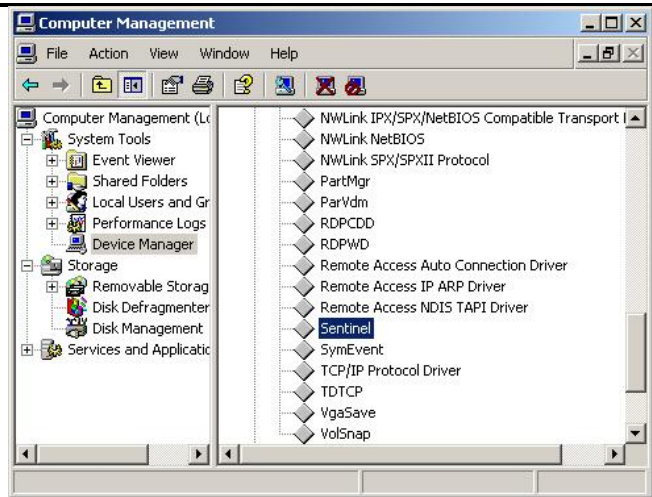 Computer Management
File Action View Window Help
Computer Management (Lo
System Tools
Event Viewer
Shared Folders
Local Users and Gr
Performance Logs
Device Manager
Storage
Removable Storag
Disk Defragmenter
Disk Management
Services and Applicatio
NWLink IPX/SPX/NetBIOS Compatible Transport
NWLink NetBIOS
NWLink SPX/SPXII Protocol
PartMgr
ParVdm
RDPCDD
RDPWD
Remote Access Auto Connection Driver
Remote Access IP ARP Driver
Remote Access NDIS TAPI Driver
Sentinel
SymEvent
TCP/IP Protocol Driver
TDTCP
VgaSave
VolSnap